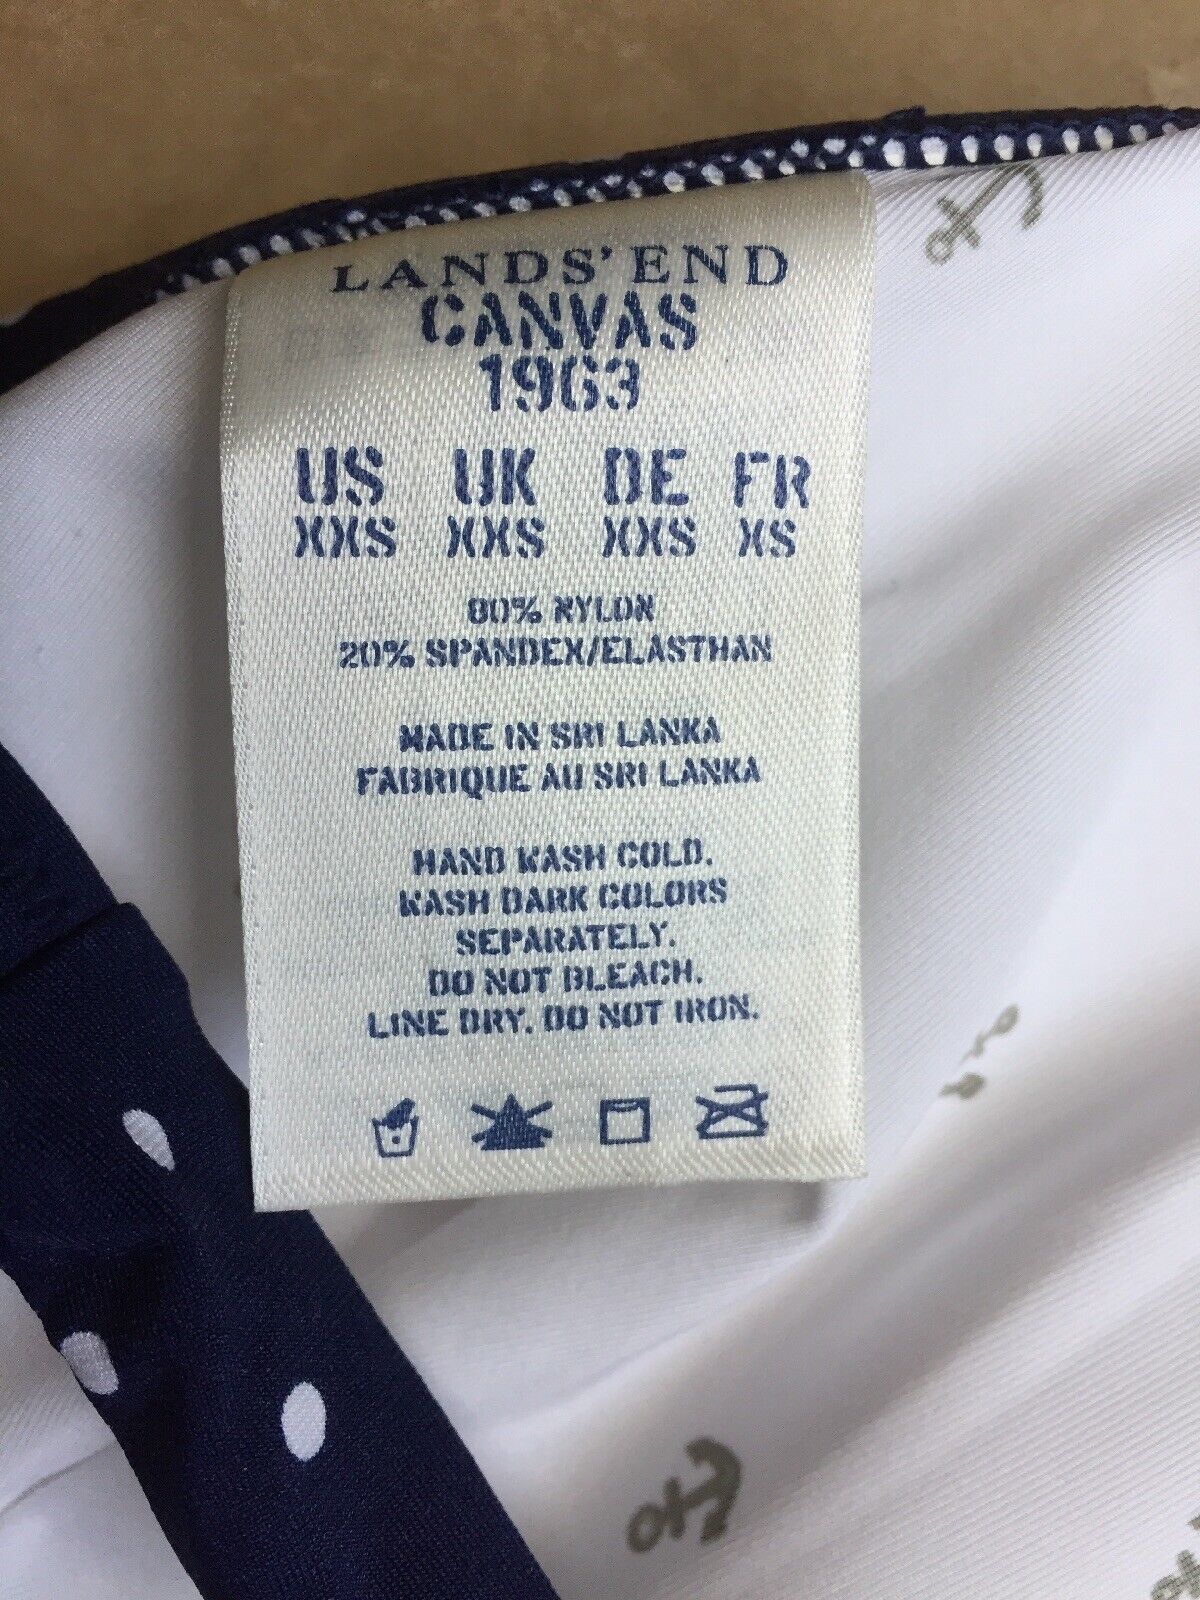 LANDS' END
CANVAS
1963
US UK DE FR
XXS XXS XXS XS
80% NYLON
20% SPANDEX/ELASTHAN
MADE IN SRI LANKA
FABRIQUE AU SRI LANKA
HAND WASH COLD.
WASH DARK COLORS
SEPARATELY.
DO NOT BLEACH.
LINE DRY. DO NOT IRON.